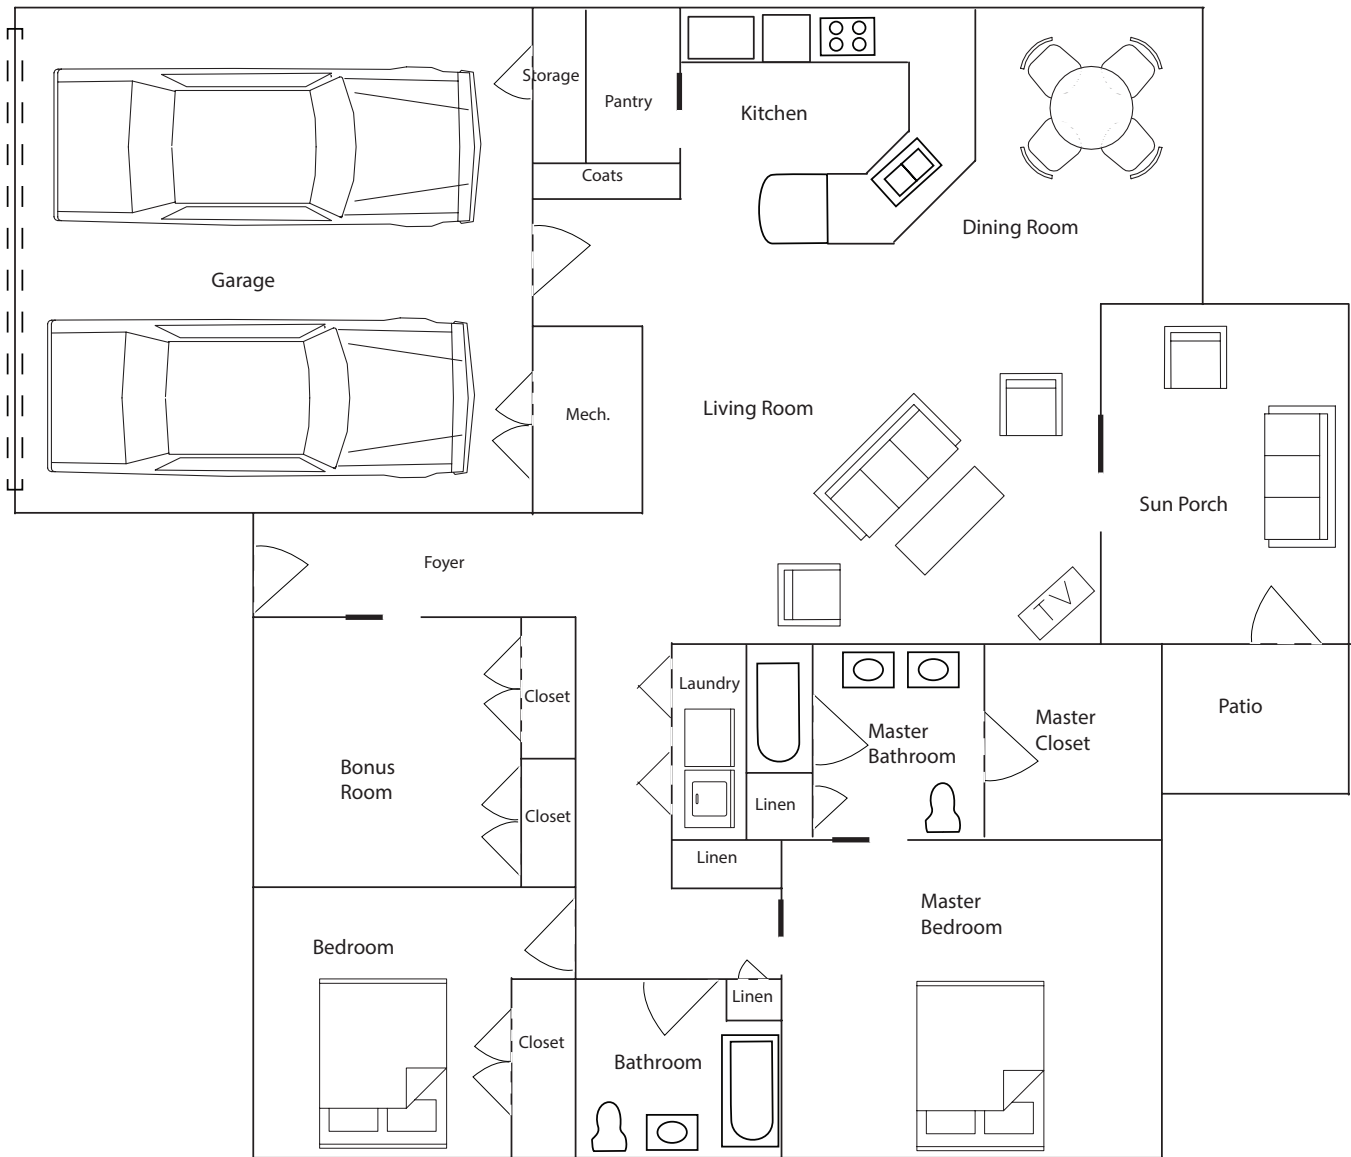 Storage
Pantry
Kitchen
Coats
Dining Room
Garage
Mech.
Living Room
Sun Porch
Foyer
TV
Laundry
Closet
Master
Bathroom
Master
Closet
Patio
Bonus
Room
Linen
Closet
Linen
Master
Bedroom
Bedroom
Linen
Closet
Bathroom